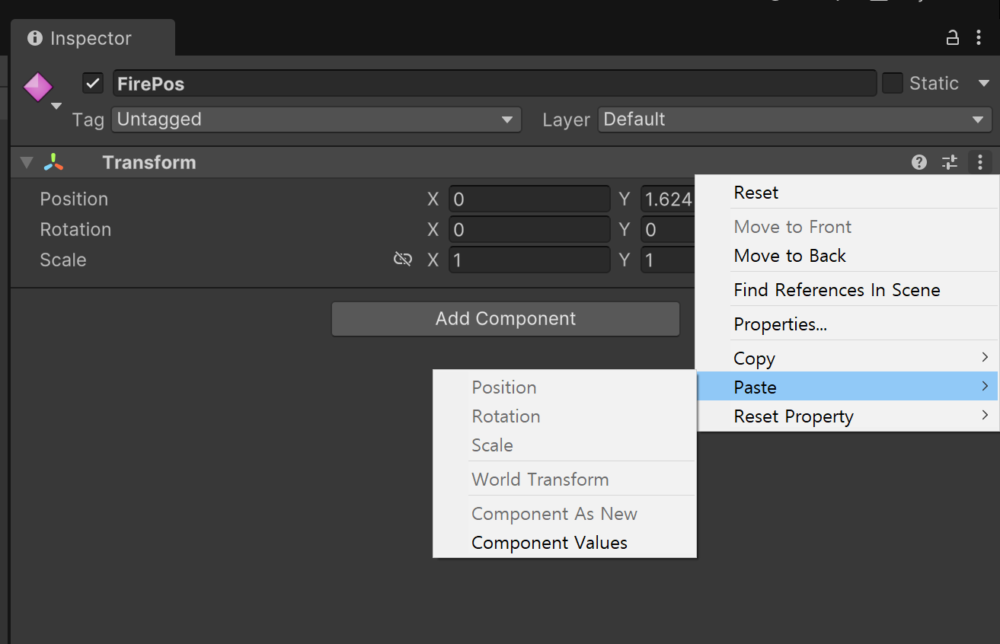 Inspector
FirePos
Static
Tag Untagged Layer Default
Transform
Position X 0 Y 1.624
Rotation X 0 Y 0
Scale X 1 Y 1
Add Component
Reset
Move to Front
Move to Back
Find References In Scene
Properties...
Copy
Paste
Reset Property
Position
Rotation
Scale
World Transform
Component As New
Component Values